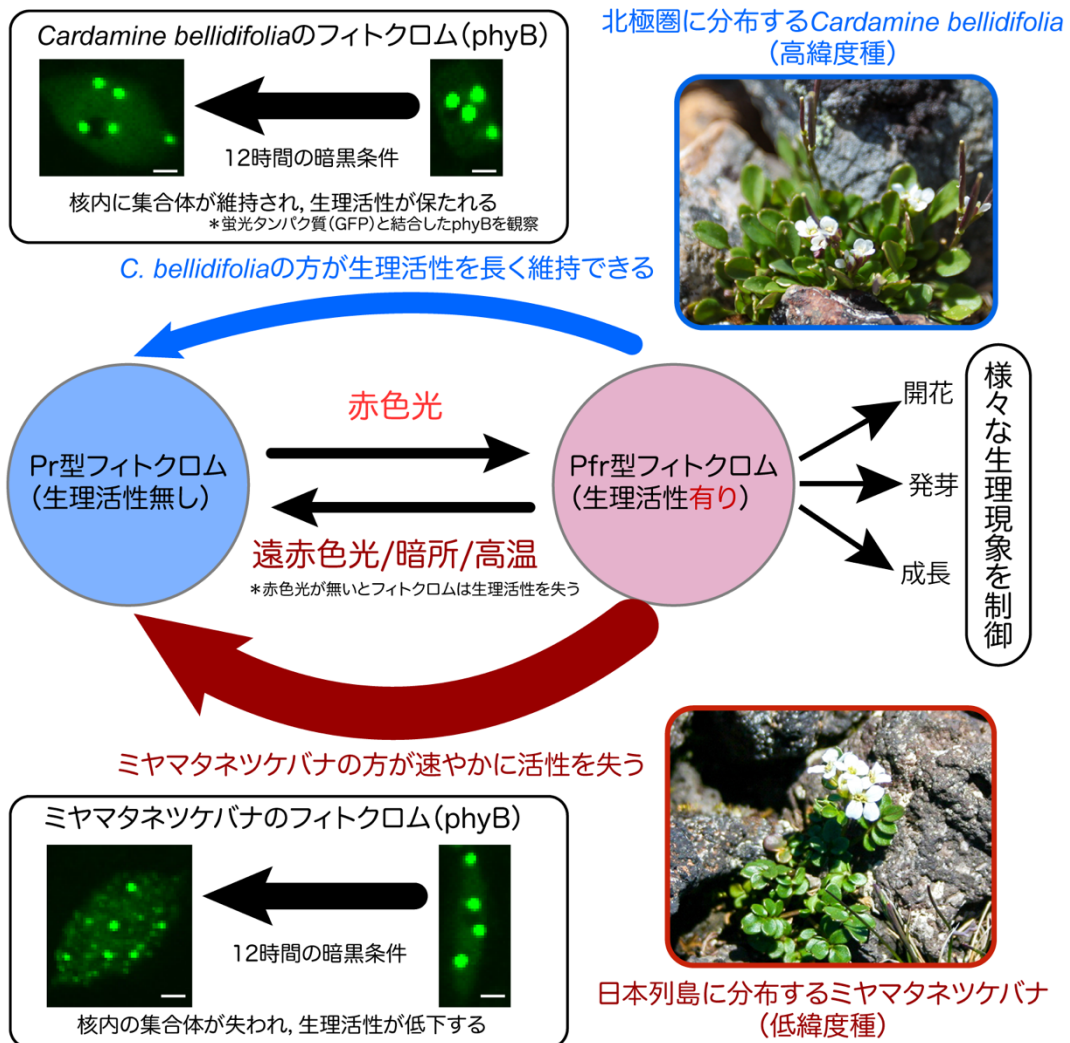 Cardamine bellidifoliaのフィトクロム(phyB)
12時間の暗黒条件
核内に集合体が維持され, 生理活性が保たれる
*蛍光タンパク質(GFP)と結合したphyBを観察
北極圏に分布するCardamine bellidifolia
(高緯度種)
C. bellidifoliaの方が生理活性を長く維持できる
Pr型フィトクロム
(生理活性無し)
赤色光
遠赤色光/暗所/高温
*赤色光が無いとフィトクロムは生理活性を失う
Pfr型フィトクロム
(生理活性有り)
開花
発芽
成長
様々な生理現象を制御
ミヤマタネツケバナの方が速やかに活性を失う
ミヤマタネツケバナのフィトクロム(phyB)
12時間の暗黒条件
核内の集合体が失われ, 生理活性が低下する
日本列島に分布するミヤマタネツケバナ
(低緯度種)